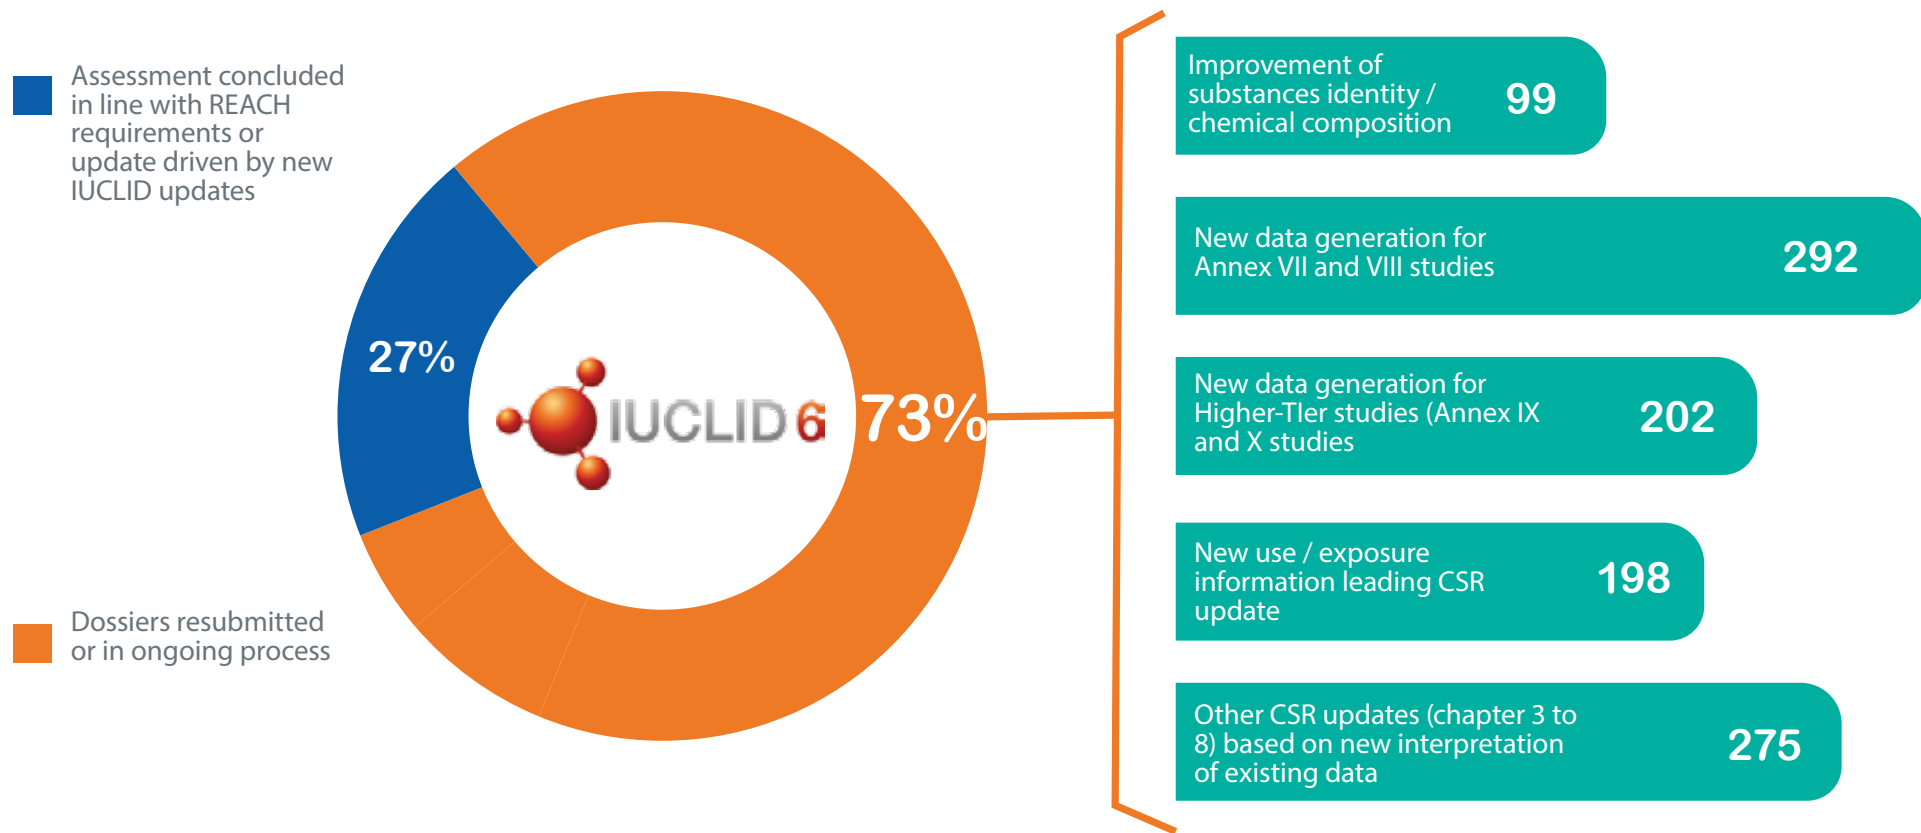 Assessment concluded
in line with REACH
requirements or
update driven by new
IUCLID updates
27%
IUCLID 6
73%
Dossiers resubmitted
or in ongoing process
Improvement of
substances identity /
chemical composition
99
New data generation for
Annex VII and VIII studies
292
New data generation for
Higher-TIer studies (Annex IX
and X studies
202
New use / exposure
information leading CSR
update
198
Other CSR updates (chapter 3 to
8) based on new interpretation
of existing data
275